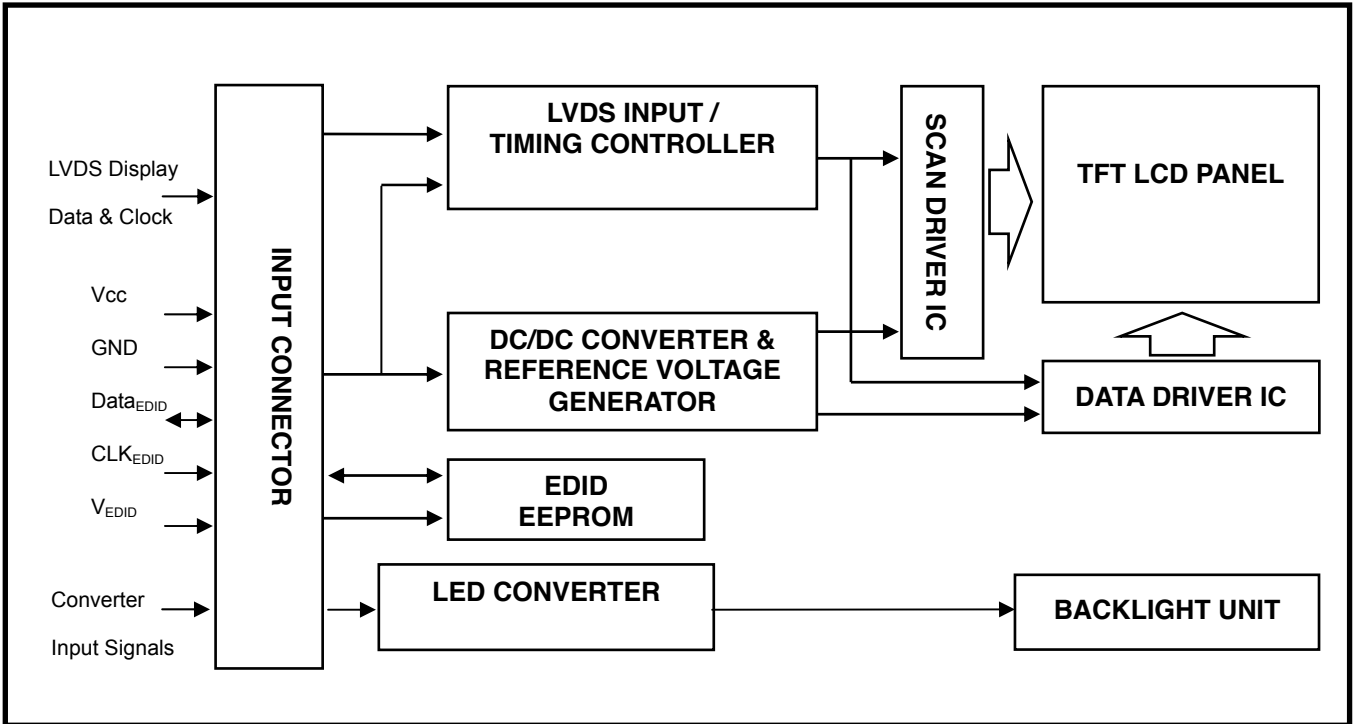 LVDS Display
Data & Clock
Vcc
GND
DataEDID
CLKEDID
VEDID
Converter
Input Signals
INPUT CONNECTOR
LVDS INPUT /
TIMING CONTROLLER
DC/DC CONVERTER &
REFERENCE VOLTAGE
GENERATOR
EDID
EEPROM
LED CONVERTER
SCAN DRIVER IC
TFT LCD PANEL
DATA DRIVER IC
BACKLIGHT UNIT